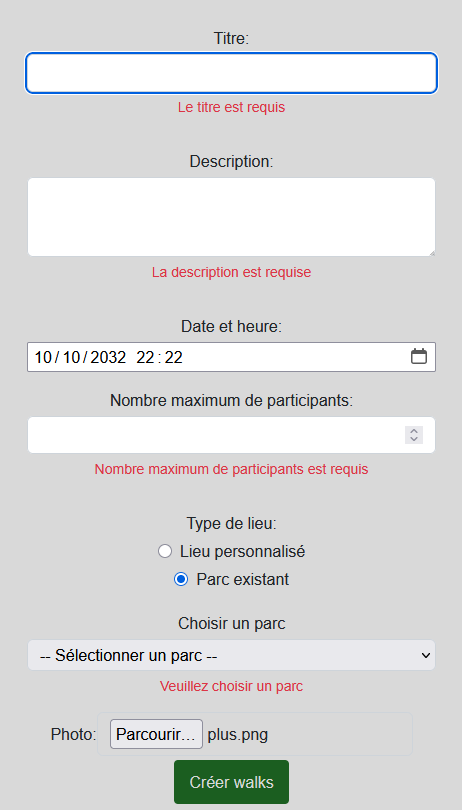 Titre:
Le titre est requis
Description:
La description est requise
Date et heure:
10/10/2032 22:22
Nombre maximum de participants:
Nombre maximum de participants est requis
Type de lieu:
Lieu personnalisé
Parc existant
Choisir un parc
-- Sélectionner un parc --
Veuillez choisir un parc
Photo: Parcourir... plus.png
Créer walks